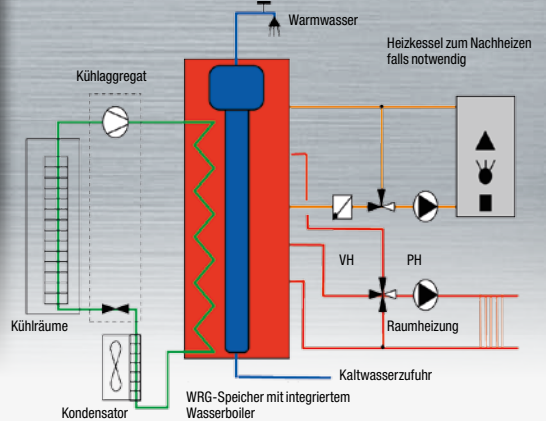 Warmwasser
Heizkessel zum Nachheizen
falls notwendig
Kühlaggregat
VH
PH
Kühlräume
Raumheizung
Kaltwasserzufuhr
WRG-Speicher mit integriertem
Wasserboiler
Kondensator